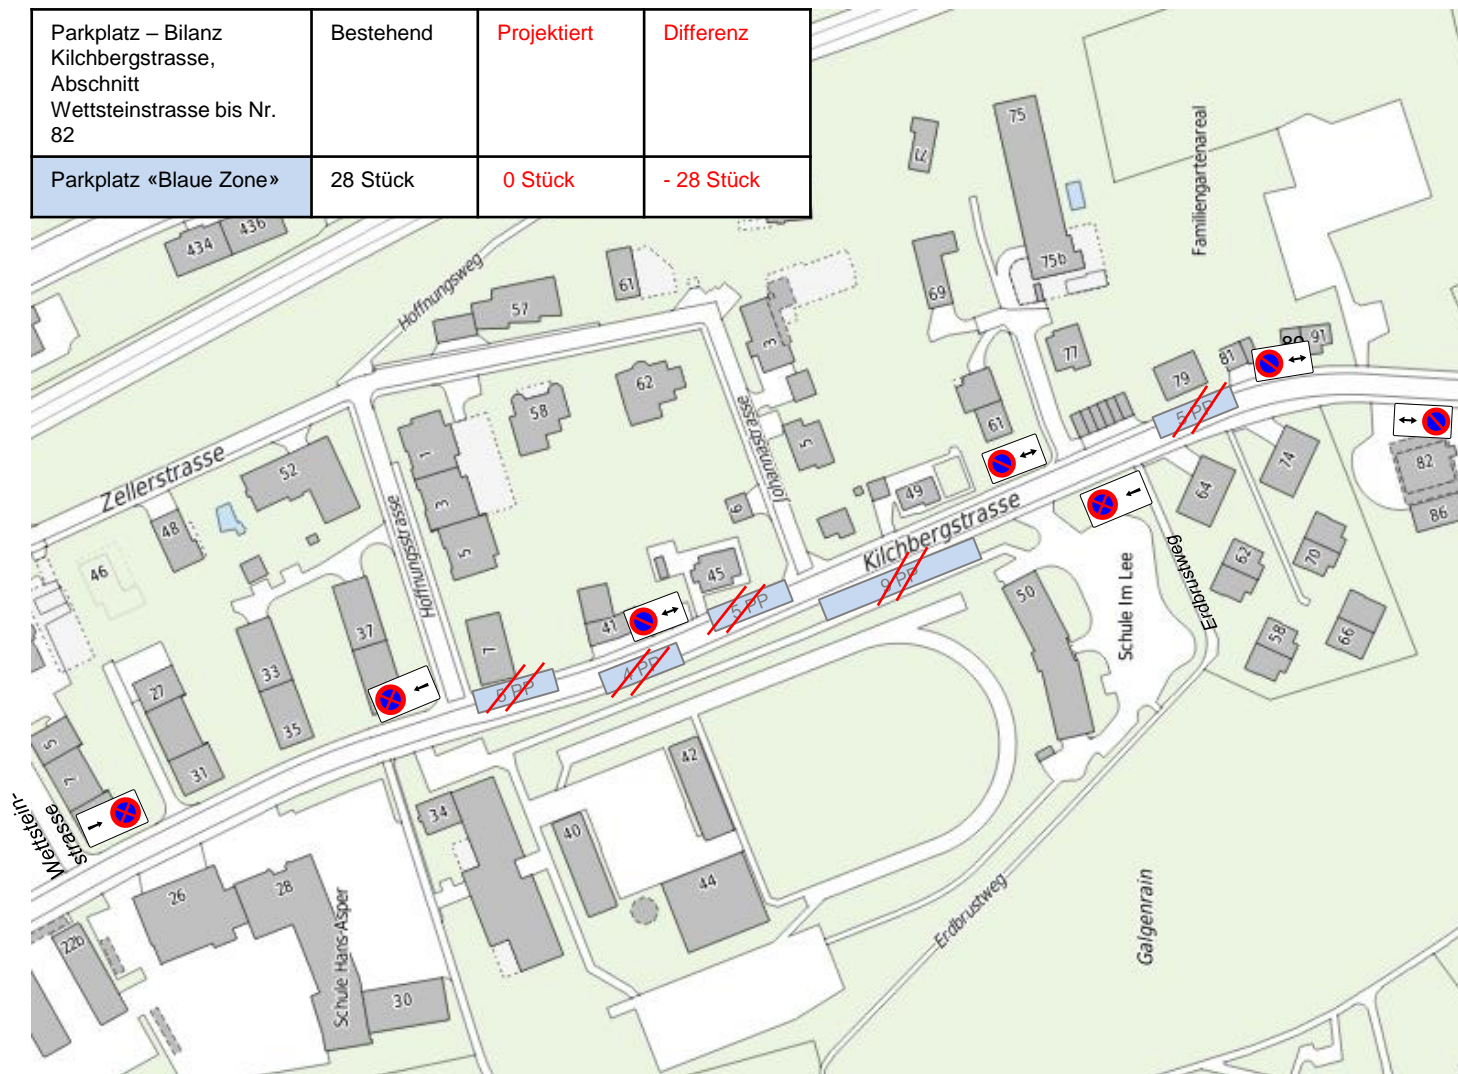 Parkplatz – Bilanz
Kilchbergstrasse,
Abschnitt
Wettsteinstrasse bis Nr.
82
Bestehend
Projektiert
Differenz
Parkplatz «Blaue Zone»
28 Stück
0 Stück
- 28 Stück
434
436
Hoffnungsweg
57
61
3
69
75
75b
Familiengartenareal
77
79
81
89
91
5 PP
82
86
74
64
62
70
58
66
Erdbrustweg
Schule Im Lee
50
61
49
Kilchbergstrasse
9 PP
5
Johannastrasse
6
45
5 PP
62
58
41
4 PP
7
5 PP
1
3
5
Hoffnungsstrasse
Zellerstrasse
52
48
46
37
33
35
27
31
5
7
Wettstein-
strasse
34
42
40
44
26
28
Schule Hans-Asper
30
22b
Erdbrustweg
Galgenrain